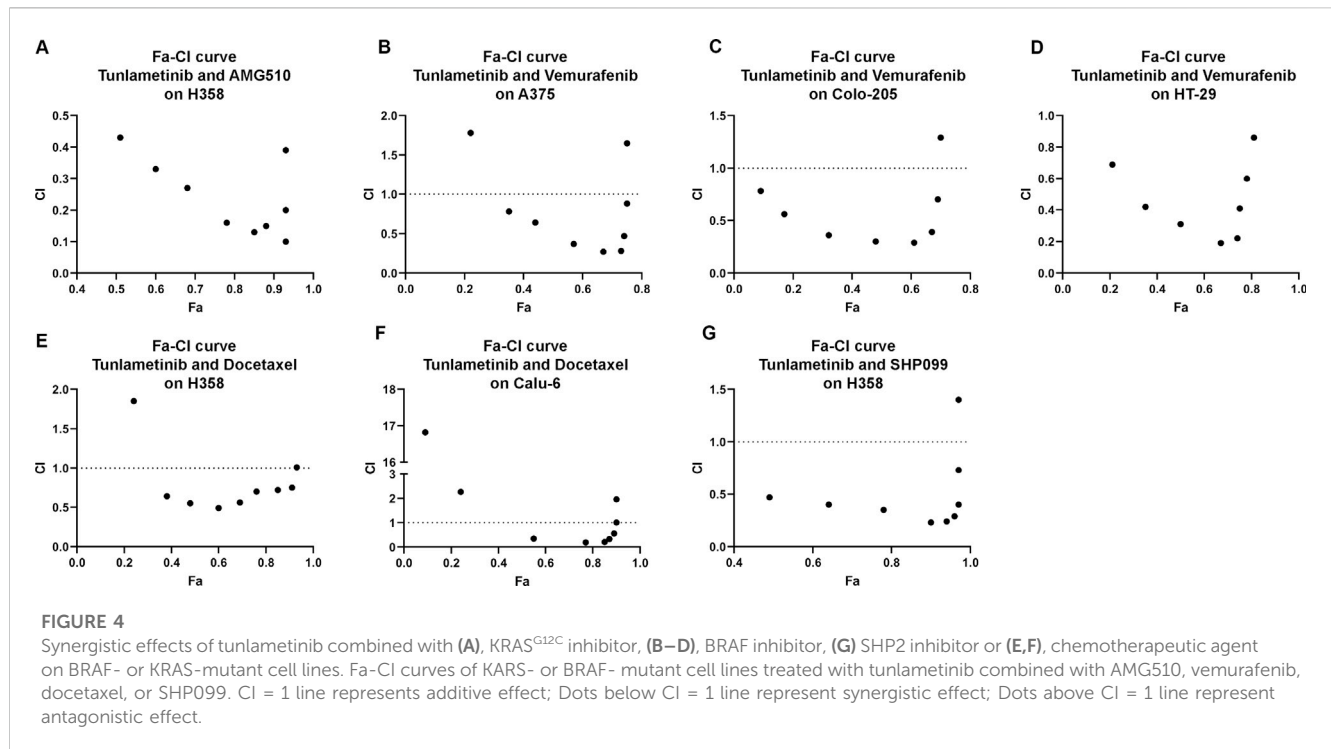 A
Fa-CI curve
Tunlametinib and AMG510
on H358
0.5
0.4
0.3
0.2
0.1
0.0
CI
0.4 0.5 0.6 0.7 0.8 0.9 1.0
Fa
B
Fa-CI curve
Tunlametinib and Vemurafenib
on A375
2.0
1.5
1.0
0.5
0.0
CI
0.0 0.2 0.4 0.6 0.8
Fa
C
Fa-CI curve
Tunlametinib and Vemurafenib
on Colo-205
1.5
1.0
0.5
0.0
CI
0.0 0.2 0.4 0.6 0.8
Fa
D
Fa-CI curve
Tunlametinib and Vemurafenib
on HT-29
1.0
0.8
0.6
0.4
0.2
0.0
CI
0.0 0.2 0.4 0.6 0.8 1.0
Fa
E
Fa-CI curve
Tunlametinib and Docetaxel
on H358
2.0
1.5
1.0
0.5
0.0
CI
0.0 0.2 0.4 0.6 0.8 1.0
Fa
F
Fa-CI curve
Tunlametinib and Docetaxel
on Calu-6
18
17
16
3
2
1
0
CI
0.0 0.2 0.4 0.6 0.8 1.0
Fa
G
Fa-CI curve
Tunlametinib and SHP099
on H358
1.5
1.0
0.5
0.0
CI
0.4 0.6 0.8 1.0
Fa
FIGURE 4
Synergistic effects of tunlametinib combined with (A), KRASG12C inhibitor, (B–D), BRAF inhibitor, (G) SHP2 inhibitor or (E,F), chemotherapeutic agent
on BRAF- or KRAS-mutant cell lines. Fa-CI curves of KARS- or BRAF- mutant cell lines treated with tunlametinib combined with AMG510, vemurafenib,
docetaxel, or SHP099. CI = 1 line represents additive effect; Dots below CI = 1 line represent synergistic effect; Dots above CI = 1 line represent
antagonistic effect.